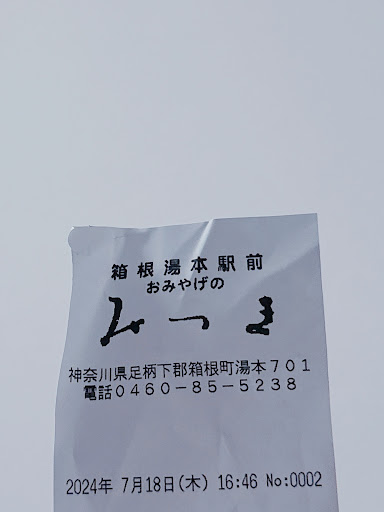 箱根湯本駅前
おみやげの
みつき
神奈川県足柄下郡箱根町湯本701
電話0460-85-5238
2024年 7月18日(木) 16:46 No:0002